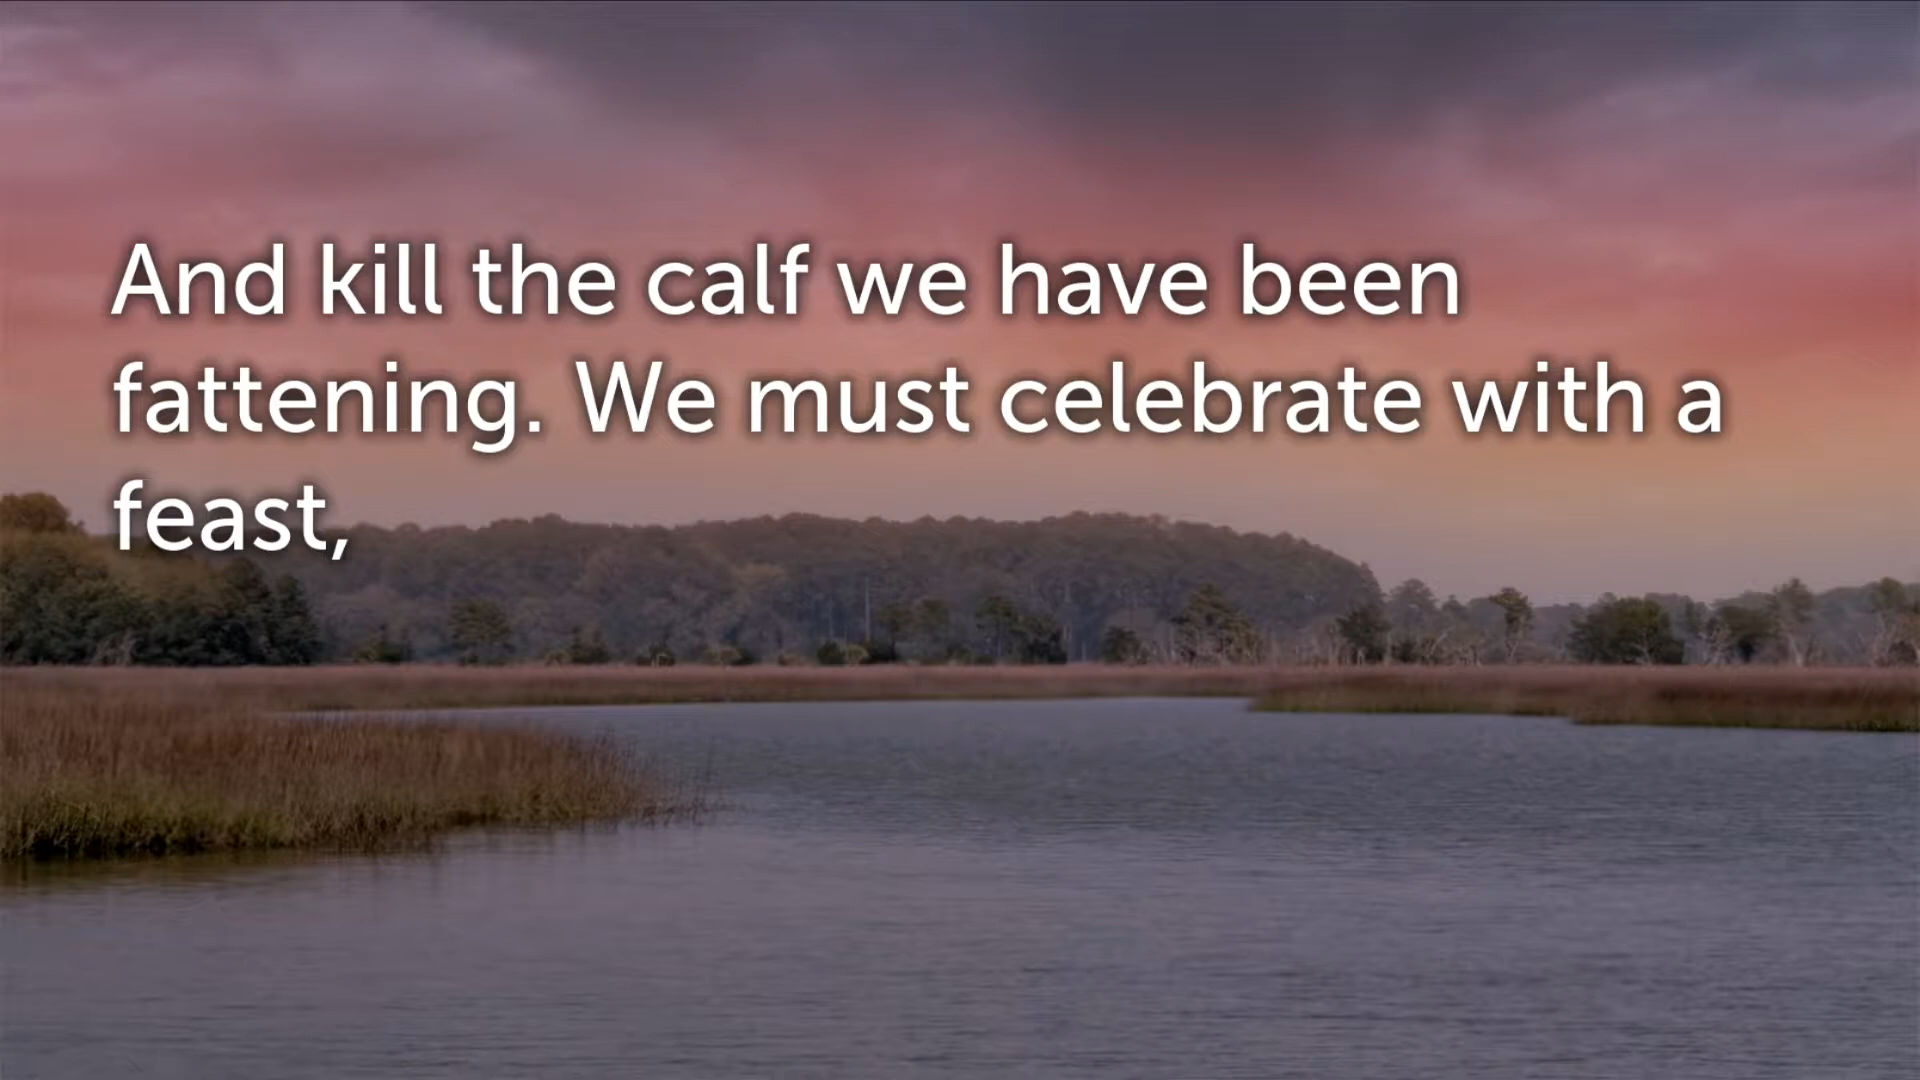 And kill the calf we have been
fattening. We must celebrate with a
feast,